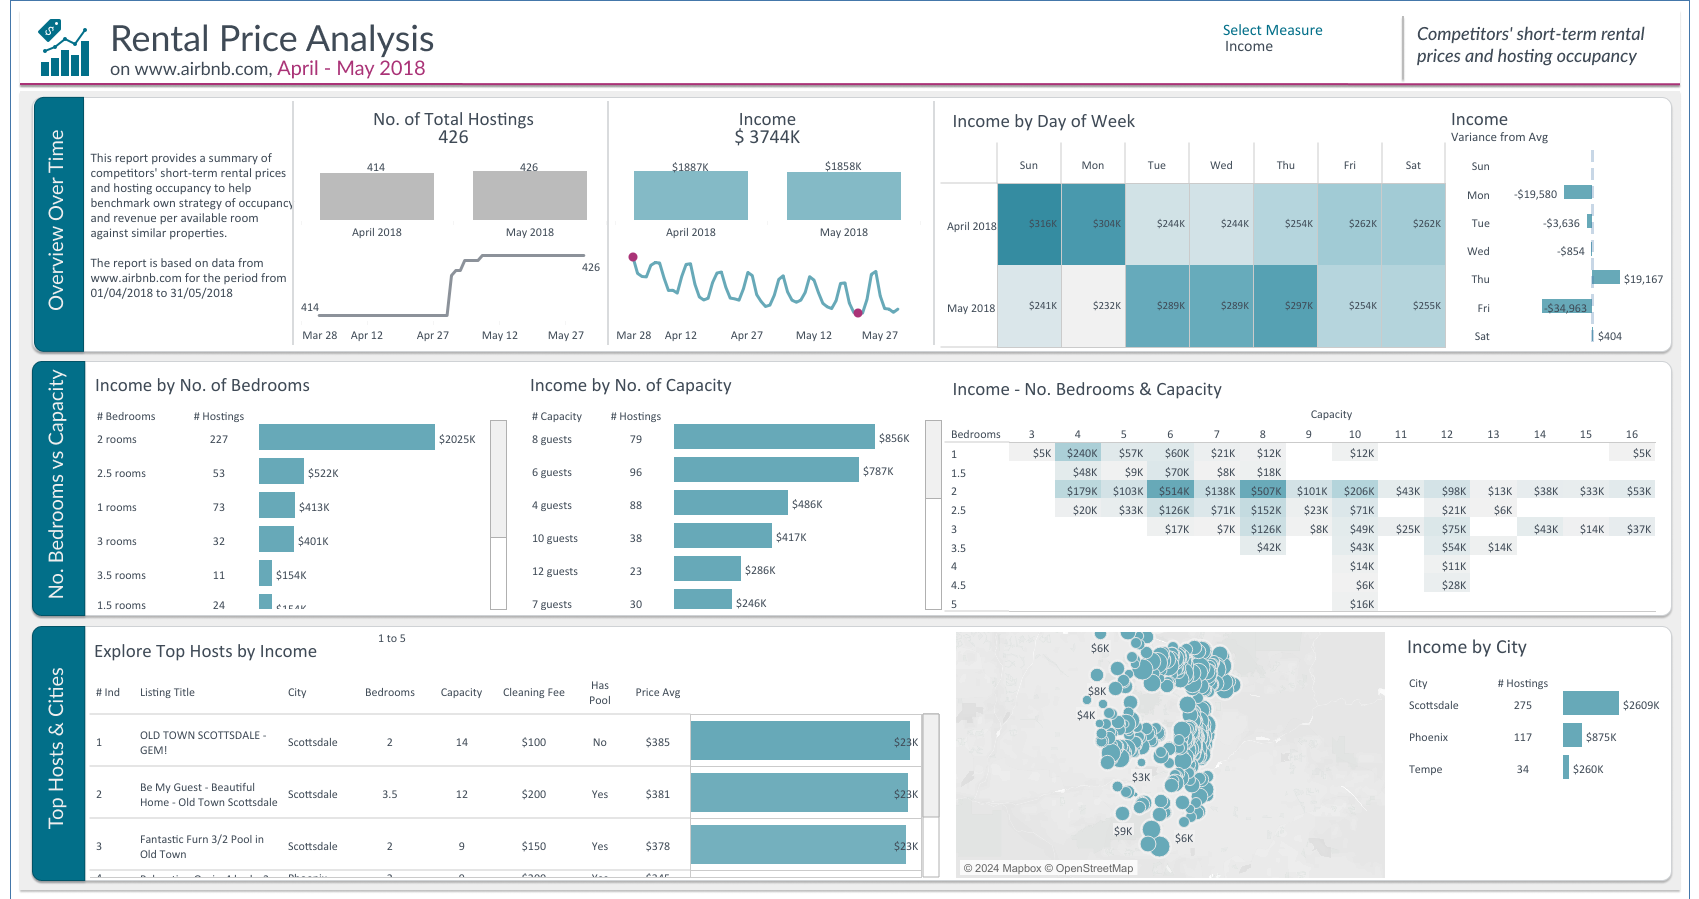 Rental Price Analysis
on www.airbnb.com, April - May 2018
Select Measure
Income
Competitors' short-term rental
prices and hosting occupancy
Overview Over Time
This report provides a summary of
competitors' short-term rental prices
and hosting occupancy to help
benchmark own strategy of occupancy
and revenue per available room
against similar properties.
The report is based on data from
www.airbnb.com for the period from
01/04/2018 to 31/05/2018
No. of Total Hostings
426
414 426
April 2018 May 2018
414
426
Mar 28 Apr 12 Apr 27 May 12 May 27
Income
$ 3744K
$1887K $1858K
April 2018 May 2018
Mar 28 Apr 12 Apr 27 May 12 May 27
Income by Day of Week
Sun Mon Tue Wed Thu Fri Sat
April 2018 $316K $304K $244K $244K $254K $262K $262K
May 2018 $241K $232K $289K $289K $297K $254K $255K
Income
Variance from Avg
Sun
Mon -$19,580
Tue -$3,636
Wed -$854
Thu $19,167
Fri -$34,963
Sat $404
No. Bedrooms vs Capacity
Income by No. of Bedrooms
# Bedrooms # Hostings
2 rooms 227 $2025K
2.5 rooms 53 $522K
1 rooms 73 $413K
3 rooms 32 $401K
3.5 rooms 11 $154K
1.5 rooms 24 $154K
Income by No. of Capacity
# Capacity # Hostings
8 guests 79 $856K
6 guests 96 $787K
4 guests 88 $486K
10 guests 38 $417K
12 guests 23 $286K
7 guests 30 $246K
Income - No. Bedrooms & Capacity
Capacity
Bedrooms 3 4 5 6 7 8 9 10 11 12 13 14 15 16
1 $5K $240K $57K $60K $21K $12K $12K $5K
1.5 $48K $9K $70K $8K $18K
2 $179K $103K $514K $138K $507K $101K $206K $43K $98K $13K $38K $33K $53K
2.5 $20K $33K $126K $71K $152K $23K $71K $21K $6K
3 $17K $7K $126K $8K $49K $25K $75K $43K $14K $37K
3.5 $42K $43K $54K $14K
4 $14K $11K
4.5 $6K $28K
5 $16K
Top Hosts & Cities
Explore Top Hosts by Income
1 to 5
# Ind Listing Title City Bedrooms Capacity Cleaning Fee Has Pool Price Avg
1 OLD TOWN SCOTTSDALE - Scottsdale 2 14 $100 No $385 $23K
GEM!
2 Be My Guest - Beautiful Scottsdale 3.5 12 $200 Yes $381 $23K
Home - Old Town Scottsdale
3 Fantastic Furn 3/2 Pool in Scottsdale 2 9 $150 Yes $378 $23K
Old Town
$6K
$8K
$4K
$3K
$9K
$6K
© 2024 Mapbox © OpenStreetMap
Income by City
City # Hostings
Scottsdale 275 $2609K
Phoenix 117 $875K
Tempe 34 $260K